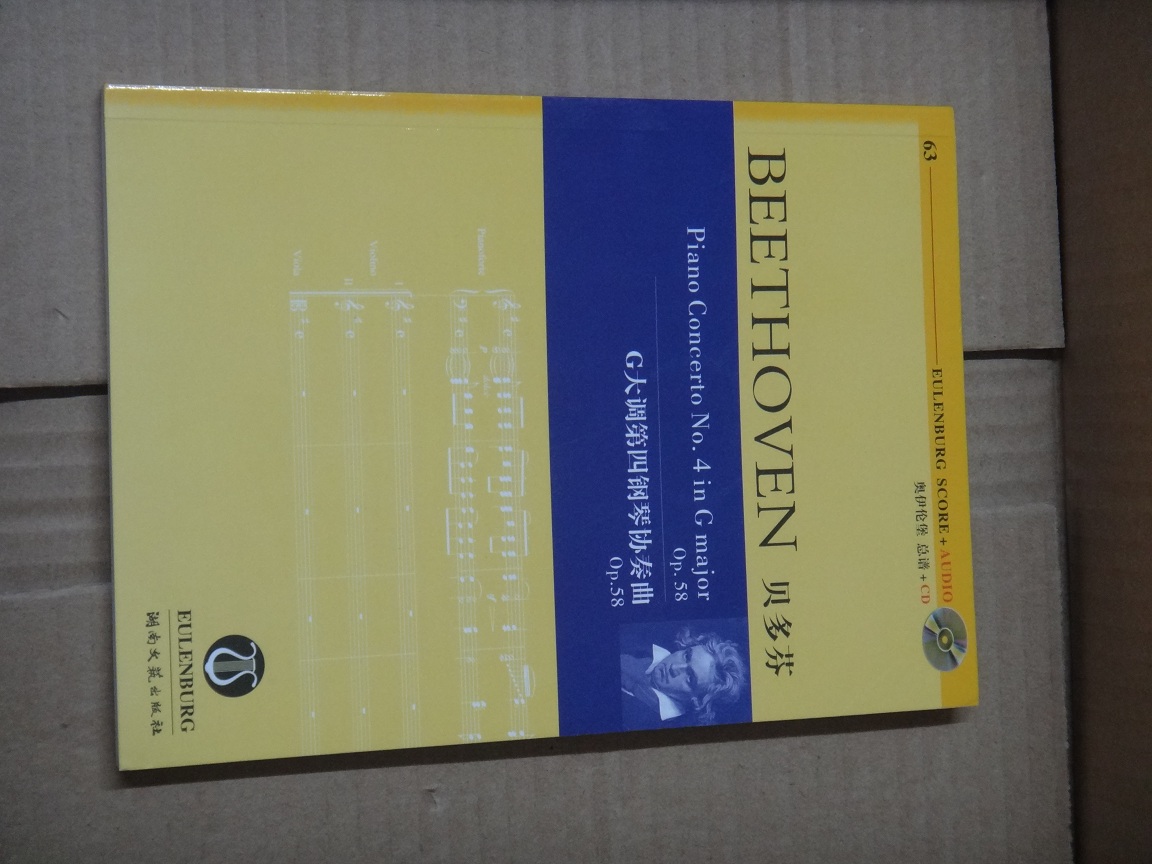 63
EULENBURG SCORE + AUDIO
奥伊伦堡 总谱 + CD
BEETHOVEN 贝多芬
Piano Concerto No. 4 in G major
Op. 58
G大调第四钢琴协奏曲
Op.58
Pianoforte
I
Violino
II
Viola
EULENBURG
湖南文艺出版社